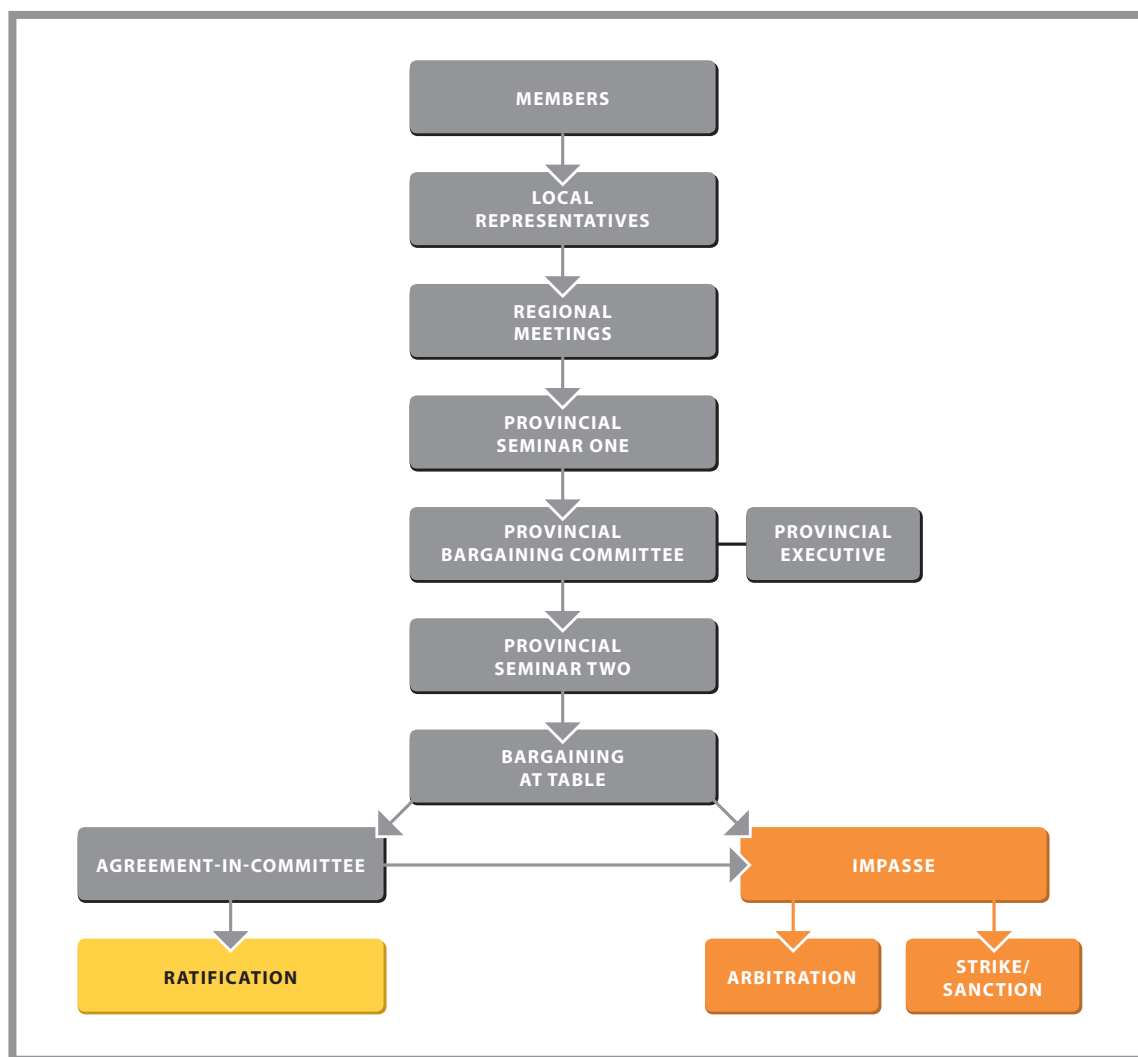 MEMBERS
LOCAL
REPRESENTATIVES
REGIONAL
MEETINGS
PROVINCIAL
SEMINAR ONE
PROVINCIAL
BARGAINING COMMITTEE
PROVINCIAL
EXECUTIVE
PROVINCIAL
SEMINAR TWO
BARGAINING
AT TABLE
AGREEMENT-IN-COMMITTEE
IMPASSE
RATIFICATION
ARBITRATION
STRIKE/
SANCTION